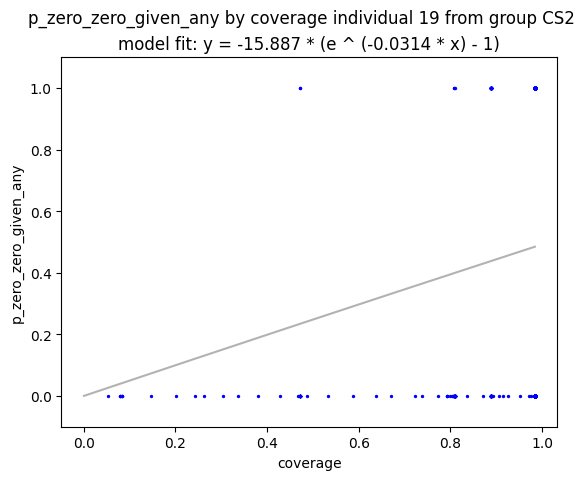 p_zero_zero_given_any by coverage individual 19 from group CS2
model fit: y = -15.887 * (e ^ (-0.0314 * x) - 1)
1.0
0.8
0.6
0.4
0.2
0.0
p_zero_zero_given_any
0.0 0.2 0.4 0.6 0.8 1.0
coverage